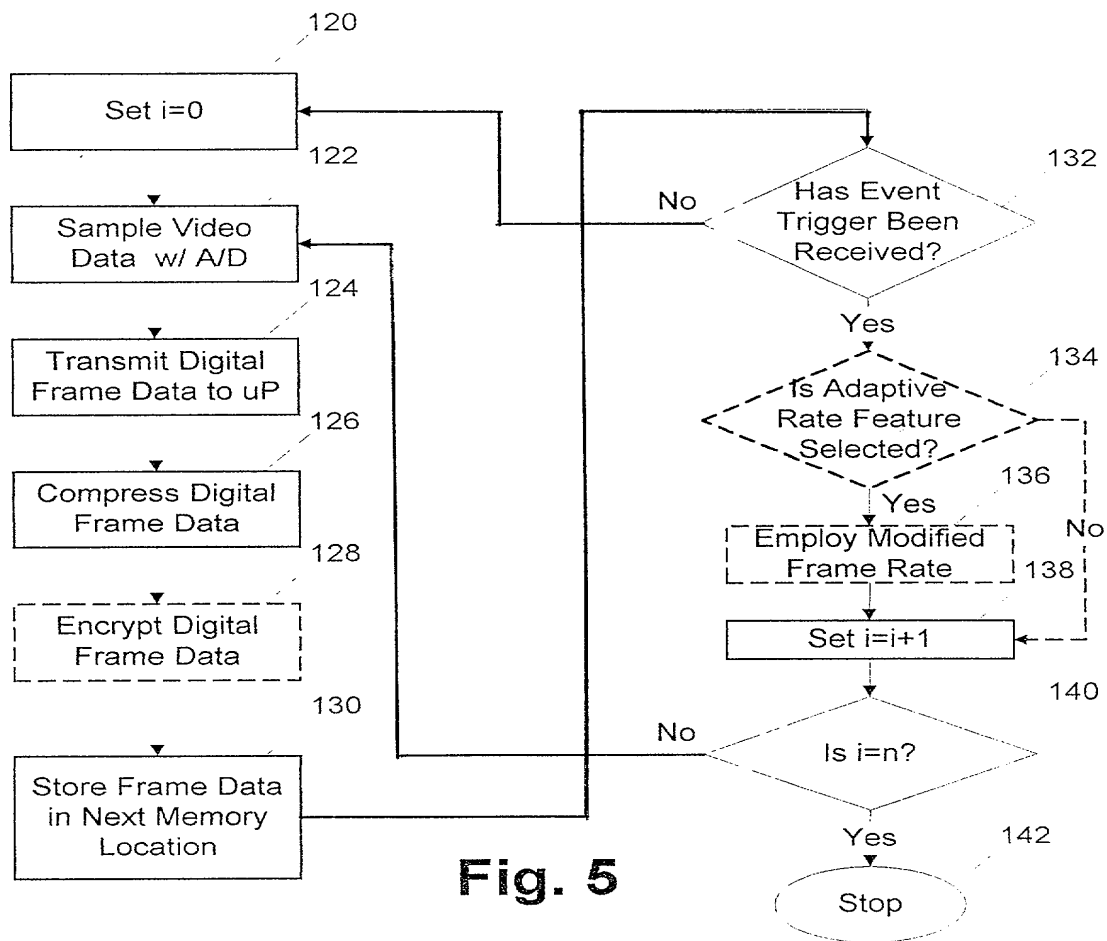 120
Set i=0
122
Sample Video
Data w/ A/D
124
Transmit Digital
Frame Data to uP
126
Compress Digital
Frame Data
128
Encrypt Digital
Frame Data
130
Store Frame Data
in Next Memory
Location
132
Has Event
Trigger Been
Received?
No
Yes
134
Is Adaptive
Rate Feature
Selected?
136
Yes
No
Employ Modified
Frame Rate
138
Set i=i+1
140
No
Is i=n?
Yes
142
Stop
Fig. 5